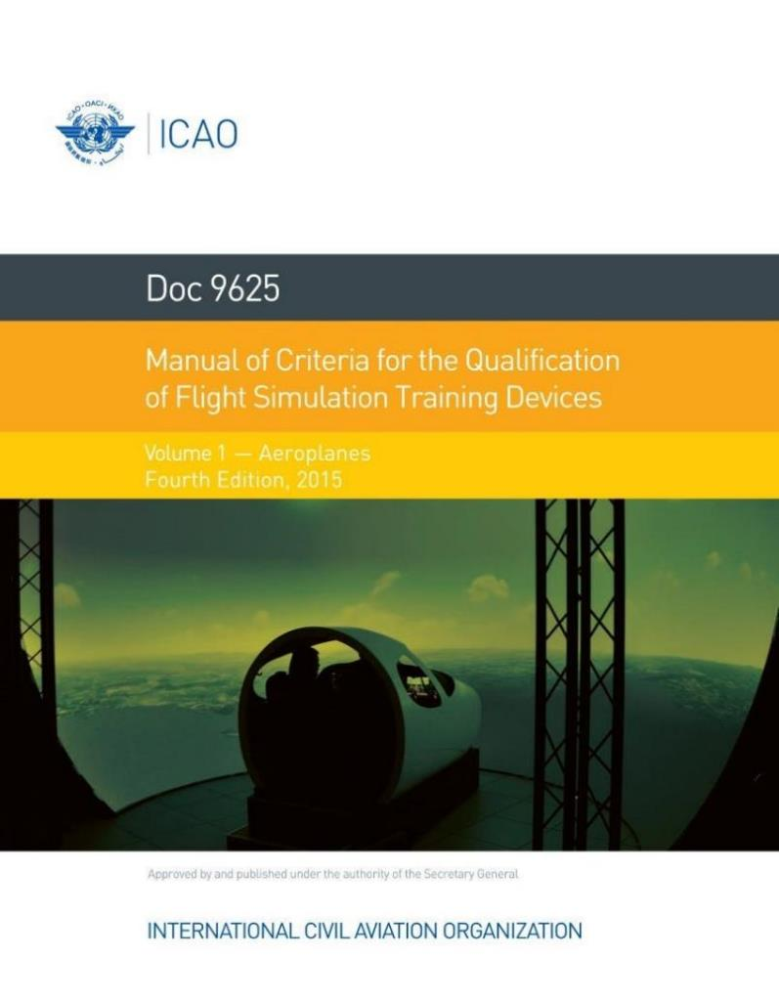 ICAO · OACI · ИКАО
ICAO
Doc 9625
Manual of Criteria for the Qualification
of Flight Simulation Training Devices
Volume 1 — Aeroplanes
Fourth Edition, 2015
Approved by and published under the authority of the Secretary General
INTERNATIONAL CIVIL AVIATION ORGANIZATION